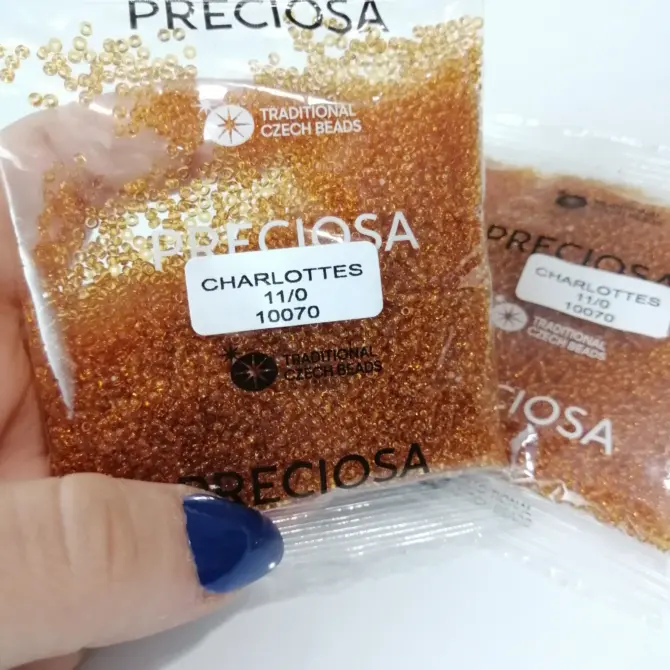 PRECIOSA
TRADITIONAL
CZECH BEADS
PRECIOSA
CHARLOTTES
11/0
10070
TRADITIONAL
CZECH BEADS
PRECIOSA
PRECIOSA
CHARLOTTES
11/0
10070
TRADITIONAL
CZECH BEADS
CIOSA